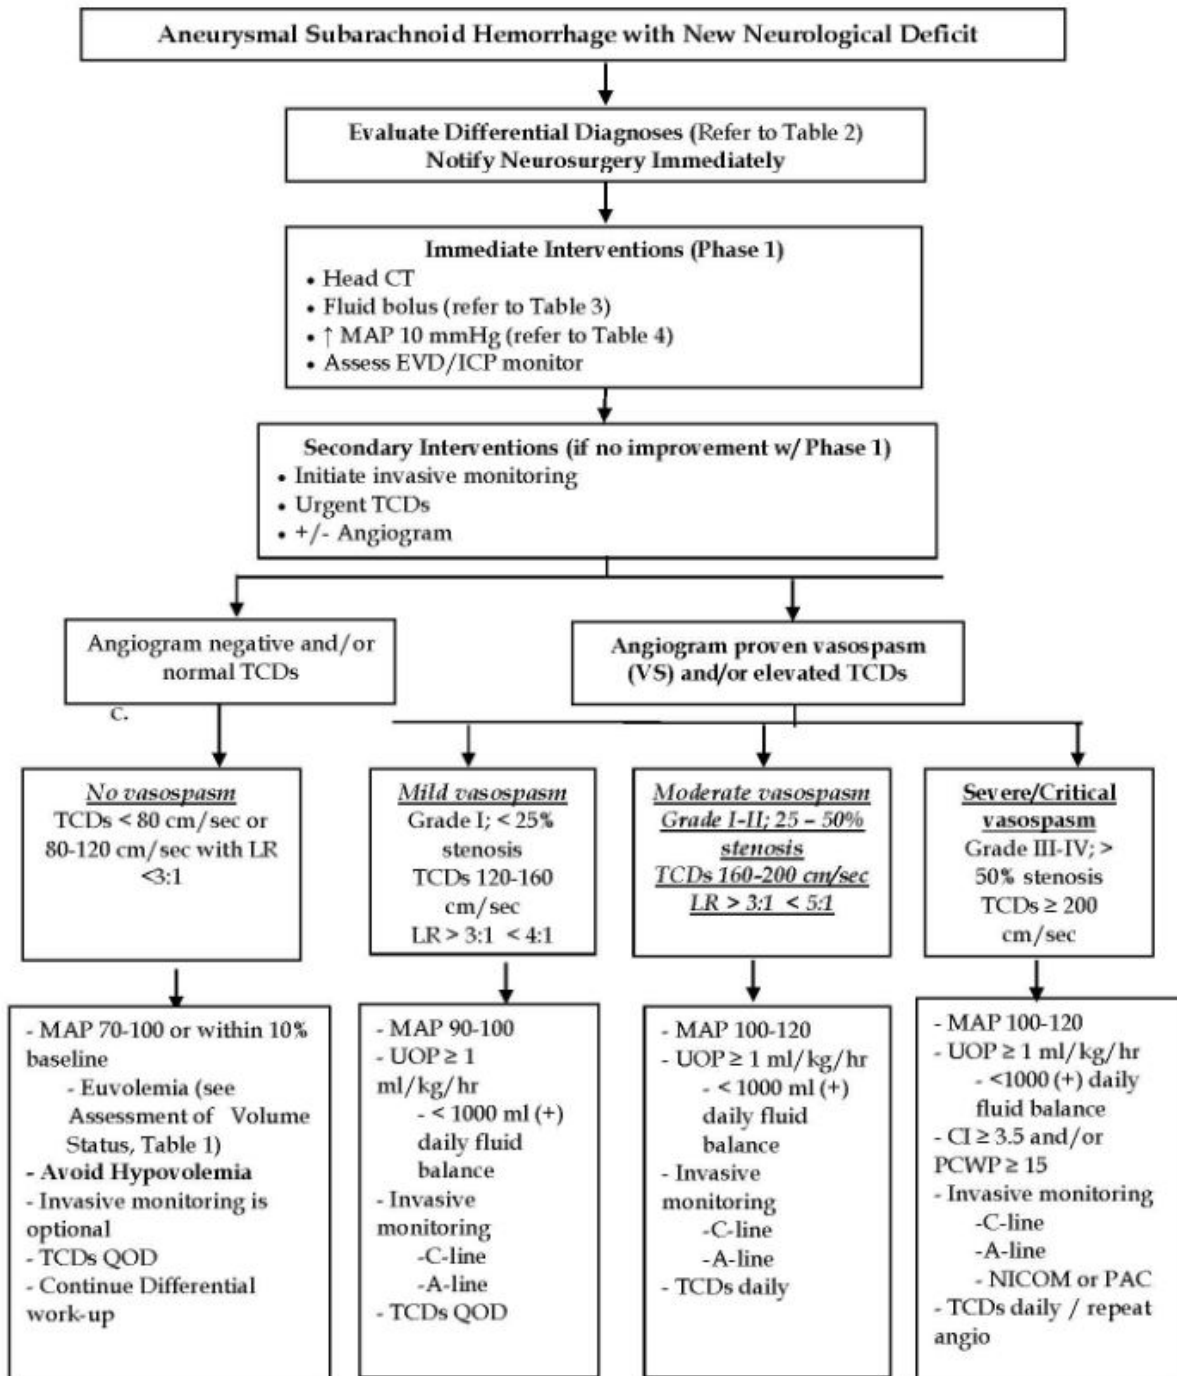 Aneurysmal Subarachnoid Hemorrhage with New Neurological Deficit
Evaluate Differential Diagnoses (Refer to Table 2)
Notify Neurosurgery Immediately
Immediate Interventions (Phase 1)
• Head CT
• Fluid bolus (refer to Table 3)
• ↑ MAP 10 mmHg (refer to Table 4)
• Assess EVD/ICP monitor
Secondary Interventions (if no improvement w/ Phase 1)
• Initiate invasive monitoring
• Urgent TCDs
• +/- Angiogram
Angiogram negative and/or
normal TCDs
Angiogram proven vasospasm
(VS) and/or elevated TCDs
C.
No vasospasm
TCDs < 80 cm/sec or
80-120 cm/sec with LR
<3:1
Mild vasospasm
Grade I; < 25%
stenosis
TCDs 120-160
cm/sec
LR > 3:1 < 4:1
Moderate vasospasm
Grade I-II; 25 – 50%
stenosis
TCDs 160-200 cm/sec
LR > 3:1 < 5:1
Severe/Critical
vasospasm
Grade III-IV; >
50% stenosis
TCDs ≥ 200
cm/sec
- MAP 70-100 or within 10%
baseline
- Euvolemia (see
Assessment of Volume
Status, Table 1)
- Avoid Hypovolemia
- Invasive monitoring is
optional
- TCDs QOD
- Continue Differential
work-up
- MAP 90-100
- UOP ≥ 1
ml/kg/hr
- < 1000 ml (+)
daily fluid
balance
- Invasive
monitoring
-C-line
-A-line
- TCDs QOD
- MAP 100-120
- UOP ≥ 1 ml/kg/hr
- < 1000 ml (+)
daily fluid
balance
- Invasive
monitoring
-C-line
-A-line
- TCDs daily
- MAP 100-120
- UOP ≥ 1 ml/kg/hr
- <1000 (+) daily
fluid balance
- CI ≥ 3.5 and/or
PCWP ≥ 15
- Invasive monitoring
-C-line
-A-line
- NICOM or PAC
- TCDs daily / repeat
angio